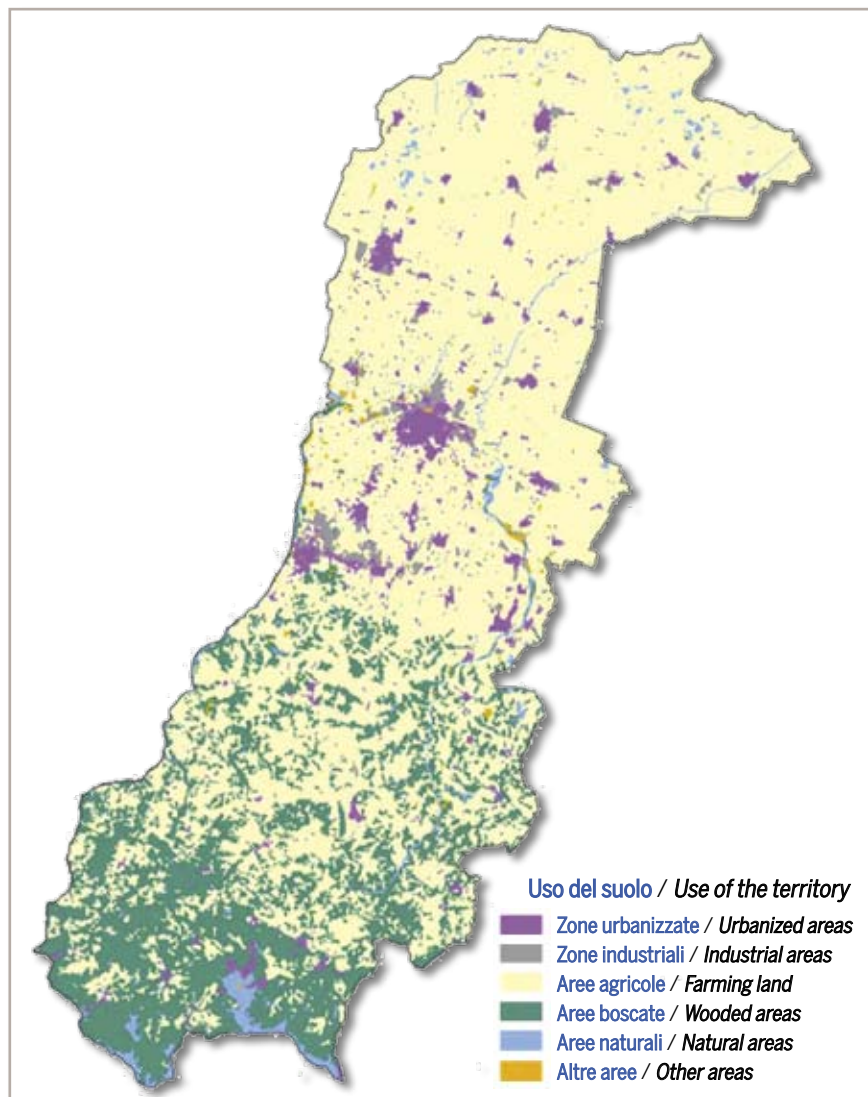 Uso del suolo / Use of the territory
Zone urbanizzate / Urbanized areas
Zone industriali / Industrial areas
Aree agricole / Farming land
Aree boscate / Wooded areas
Aree naturali / Natural areas
Altre aree / Other areas